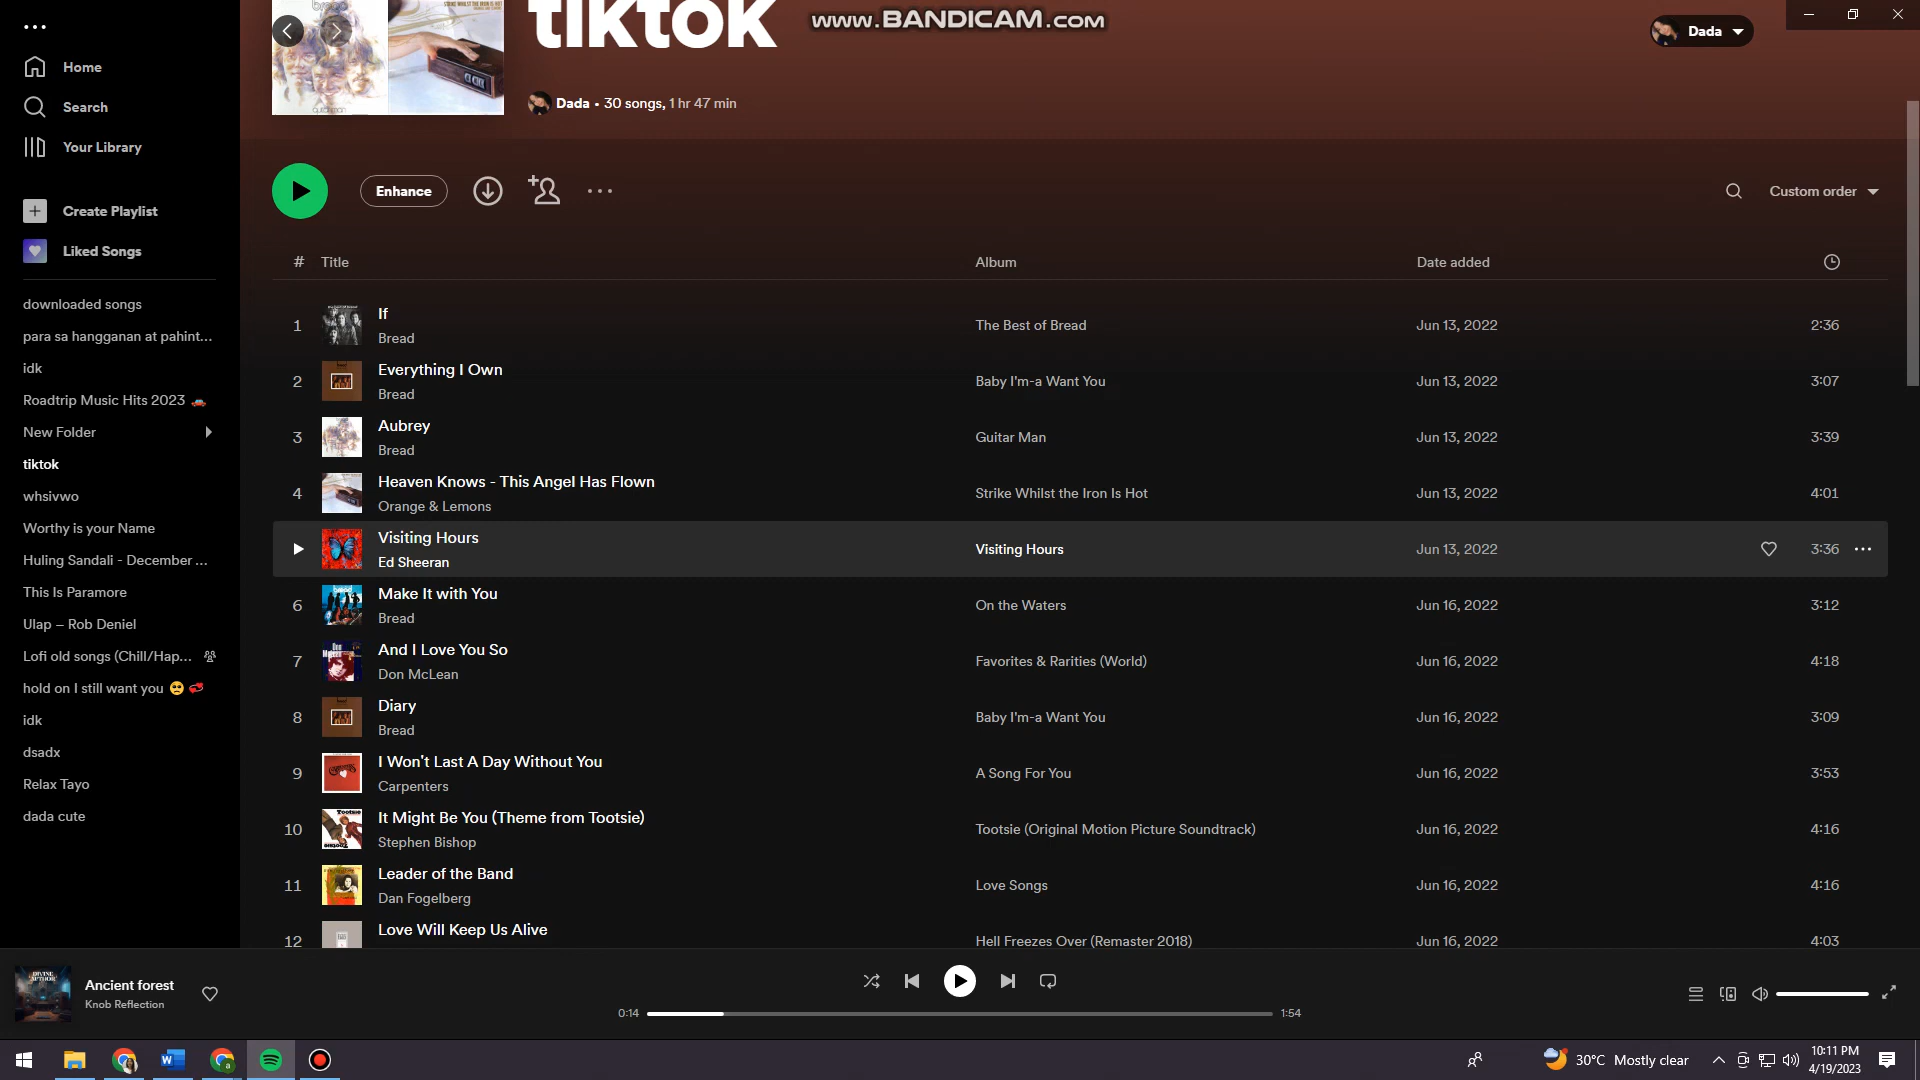 tiktok
www.BANDICAM.com
Dada
Dada • 30 songs, 1 hr 47 min
Home
Search
Your Library
Create Playlist
Liked Songs
downloaded songs
para sa hangganan at pahint...
idk
Roadtrip Music Hits 2023 🚗
New Folder
tiktok
whsivwo
Worthy is your Name
Huling Sandali - December ...
This Is Paramore
Ulap – Rob Deniel
Lofi old songs (Chill/Hap...
hold on I still want you 🥺 💞
idk
dsadx
Relax Tayo
dada cute
Enhance
Custom order
# Title Album Date added
1 If The Best of Bread Jun 13, 2022 2:36
Bread
2 Everything I Own Baby I'm-a Want You Jun 13, 2022 3:07
Bread
3 Aubrey Guitar Man Jun 13, 2022 3:39
Bread
4 Heaven Knows - This Angel Has Flown Strike Whilst the Iron Is Hot Jun 13, 2022 4:01
Orange & Lemons
Visiting Hours Visiting Hours Jun 13, 2022 3:36
Ed Sheeran
6 Make It with You On the Waters Jun 16, 2022 3:12
Bread
7 And I Love You So Favorites & Rarities (World) Jun 16, 2022 4:18
Don McLean
8 Diary Baby I'm-a Want You Jun 16, 2022 3:09
Bread
9 I Won't Last A Day Without You A Song For You Jun 16, 2022 3:53
Carpenters
10 It Might Be You (Theme from Tootsie) Tootsie (Original Motion Picture Soundtrack) Jun 16, 2022 4:16
Stephen Bishop
11 Leader of the Band Love Songs Jun 16, 2022 4:16
Dan Fogelberg
12 Love Will Keep Us Alive Hell Freezes Over (Remaster 2018) Jun 16, 2022 4:03
Ancient forest
Knob Reflection
0:14 1:54
30°C Mostly clear
10:11 PM
4/19/2023